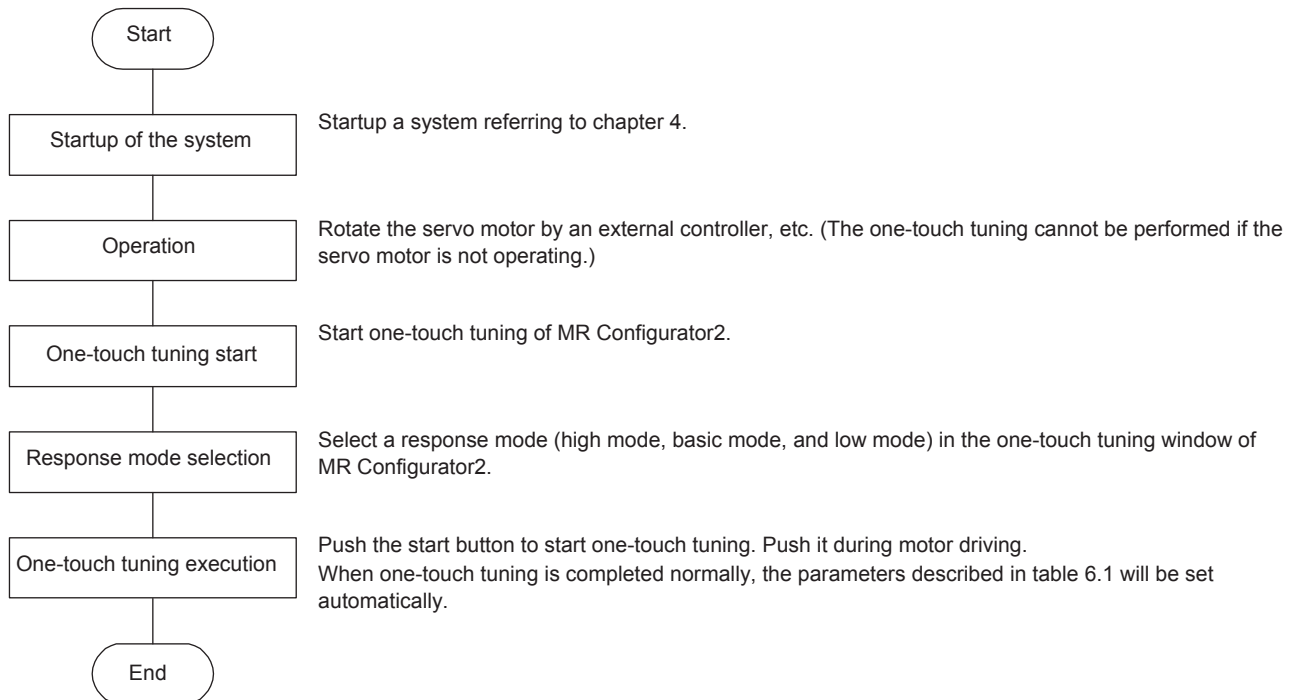 Start
Startup of the system
Startup a system referring to chapter 4.
Operation
Rotate the servo motor by an external controller, etc. (The one-touch tuning cannot be performed if the
servo motor is not operating.)
One-touch tuning start
Start one-touch tuning of MR Configurator2.
Response mode selection
Select a response mode (high mode, basic mode, and low mode) in the one-touch tuning window of
MR Configurator2.
One-touch tuning execution
Push the start button to start one-touch tuning. Push it during motor driving.
When one-touch tuning is completed normally, the parameters described in table 6.1 will be set
automatically.
End